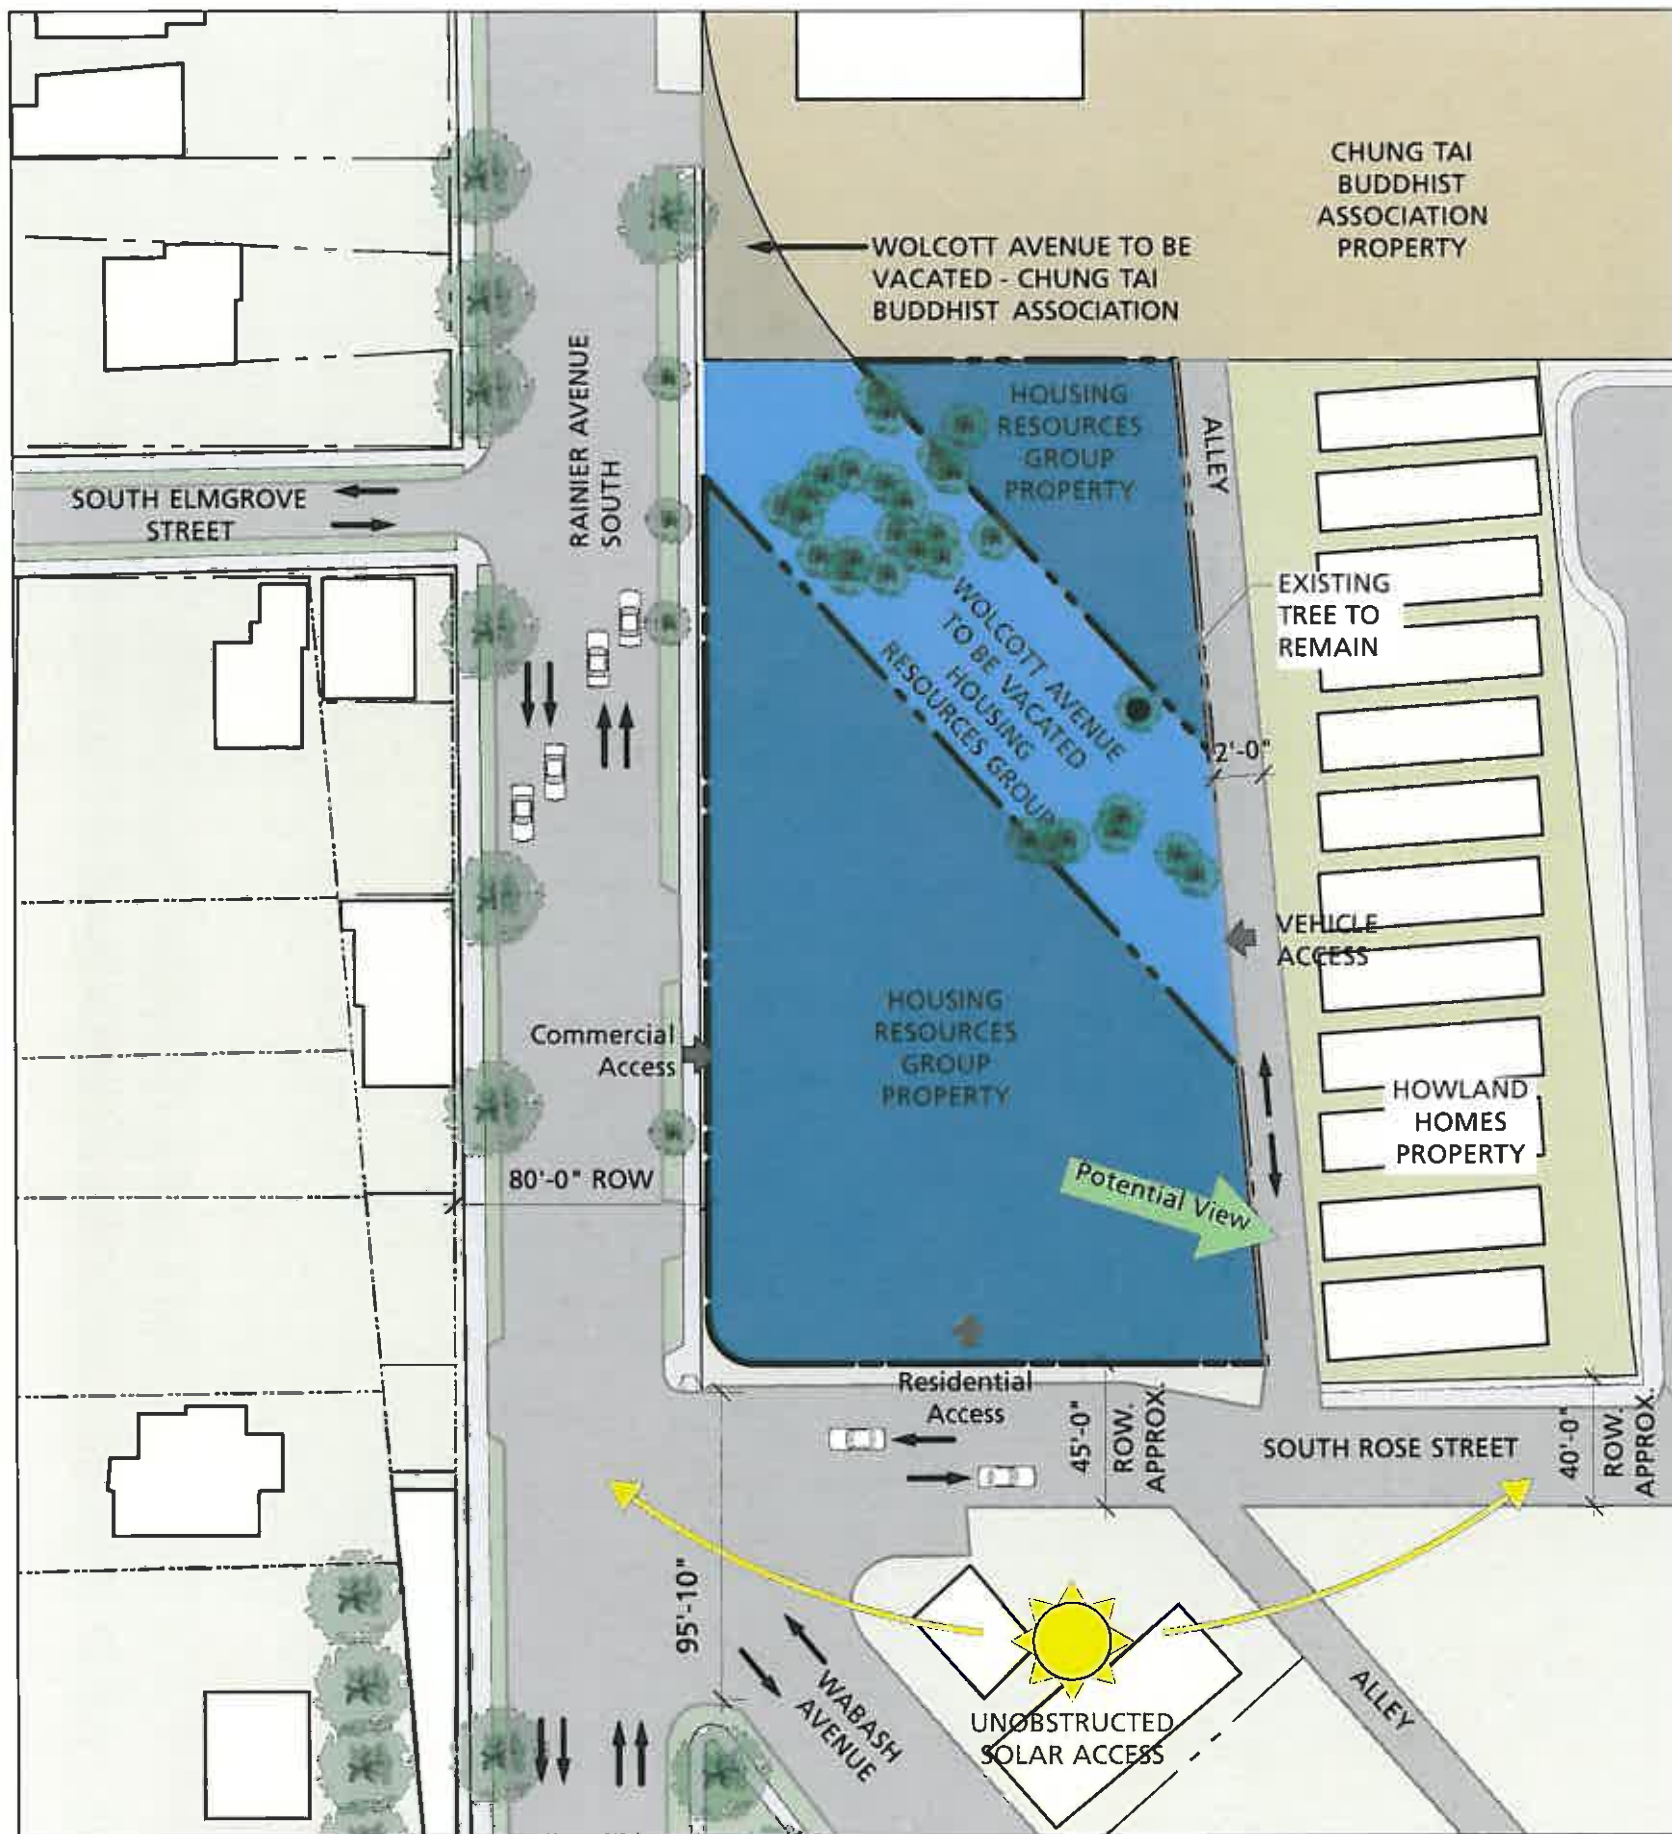 CHUNG TAI
BUDDHIST
ASSOCIATION
PROPERTY
WOLCOTT AVENUE TO BE
VACATED - CHUNG TAI
BUDDHIST ASSOCIATION
RAINIER AVENUE
SOUTH
HOUSING
RESOURCES
GROUP
PROPERTY
ALLEY
SOUTH ELMGROVE
STREET
EXISTING
TREE TO
REMAIN
WOLCOTT AVENUE
TO BE VACATED
HOUSING
RESOURCES GROUP
2'-0"
VEHICLE
ACCESS
HOUSING
RESOURCES
GROUP
PROPERTY
Commercial
Access
HOWLAND
HOMES
PROPERTY
80'-0" ROW
Potential View
Residential
Access
45'-0"
ROW.
APPROX.
SOUTH ROSE STREET
40'-0"
ROW.
APPROX.
95'-10"
WABASH
AVENUE
UNOBSTRUCTED
SOLAR ACCESS
ALLEY